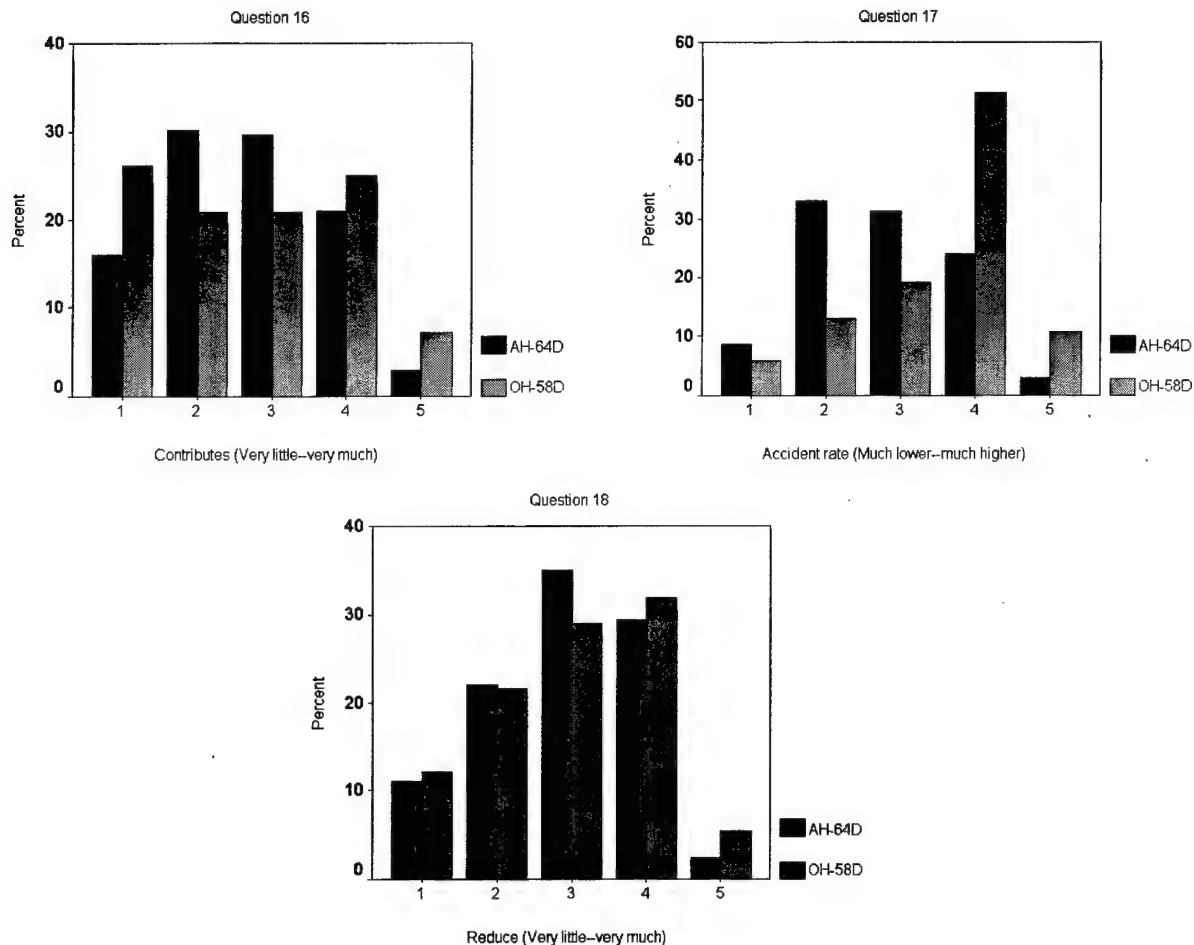 Question 16
40
30
20
10
0
Percent
1 2 3 4 5
Contributes (Very little--very much)
AH-64D
OH-58D
Question 17
60
50
40
30
20
10
0
Percent
1 2 3 4 5
Accident rate (Much lower--much higher)
AH-64D
OH-58D
Question 18
40
30
20
10
0
Percent
1 2 3 4 5
Reduce (Very little--very much)
AH-64D
OH-58D